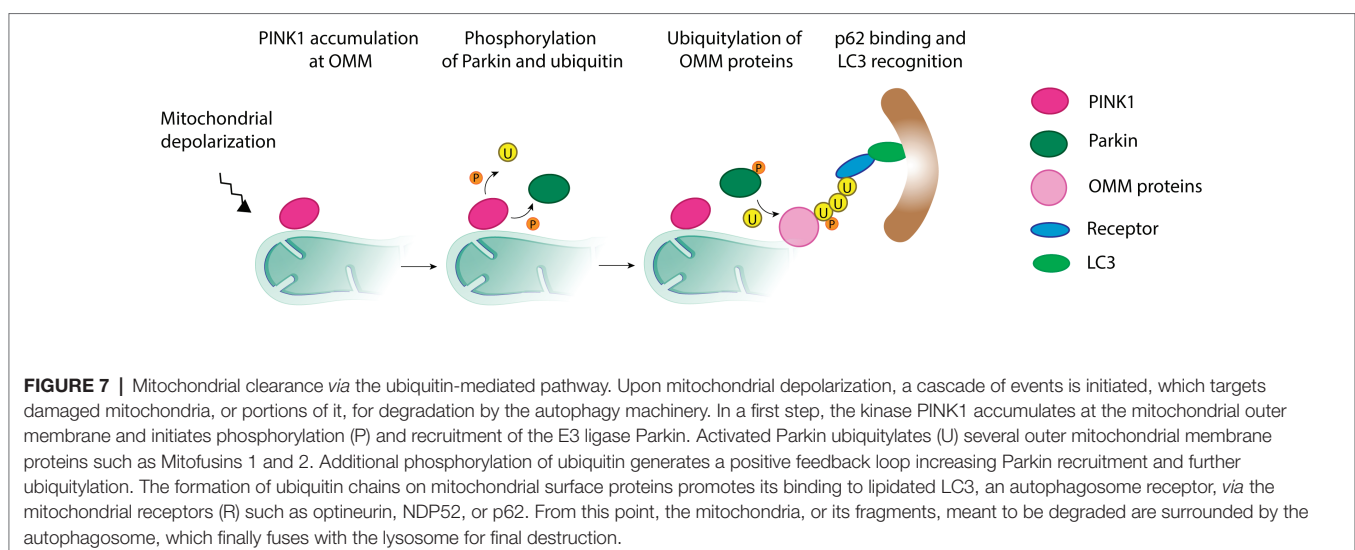 PINK1 accumulation
at OMM
Phosphorylation
of Parkin and ubiquitin
Ubiquitylation of
OMM proteins
p62 binding and
LC3 recognition
Mitochondrial
depolarization
P
U
P
P
U
U
U
U
P
PINK1
Parkin
OMM proteins
Receptor
LC3
FIGURE 7 | Mitochondrial clearance via the ubiquitin-mediated pathway. Upon mitochondrial depolarization, a cascade of events is initiated, which targets
damaged mitochondria, or portions of it, for degradation by the autophagy machinery. In a first step, the kinase PINK1 accumulates at the mitochondrial outer
membrane and initiates phosphorylation (P) and recruitment of the E3 ligase Parkin. Activated Parkin ubiquitylates (U) several outer mitochondrial membrane
proteins such as Mitofusins 1 and 2. Additional phosphorylation of ubiquitin generates a positive feedback loop increasing Parkin recruitment and further
ubiquitylation. The formation of ubiquitin chains on mitochondrial surface proteins promotes its binding to lipidated LC3, an autophagosome receptor, via the
mitochondrial receptors (R) such as optineurin, NDP52, or p62. From this point, the mitochondria, or its fragments, meant to be degraded are surrounded by the
autophagosome, which finally fuses with the lysosome for final destruction.